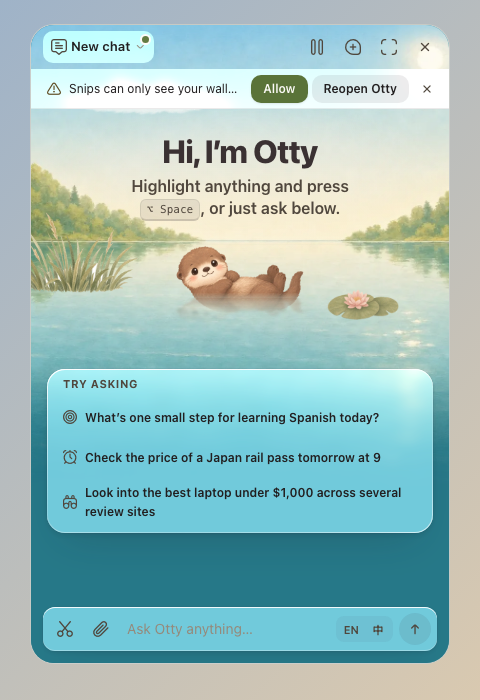 New chat
Snips can only see your wall...
Allow
Reopen Otty
Hi, I'm Otty
Highlight anything and press
⌥ Space, or just ask below.
TRY ASKING
What's one small step for learning Spanish today?
Check the price of a Japan rail pass tomorrow at 9
Look into the best laptop under $1,000 across several
review sites
Ask Otty anything...
EN 中